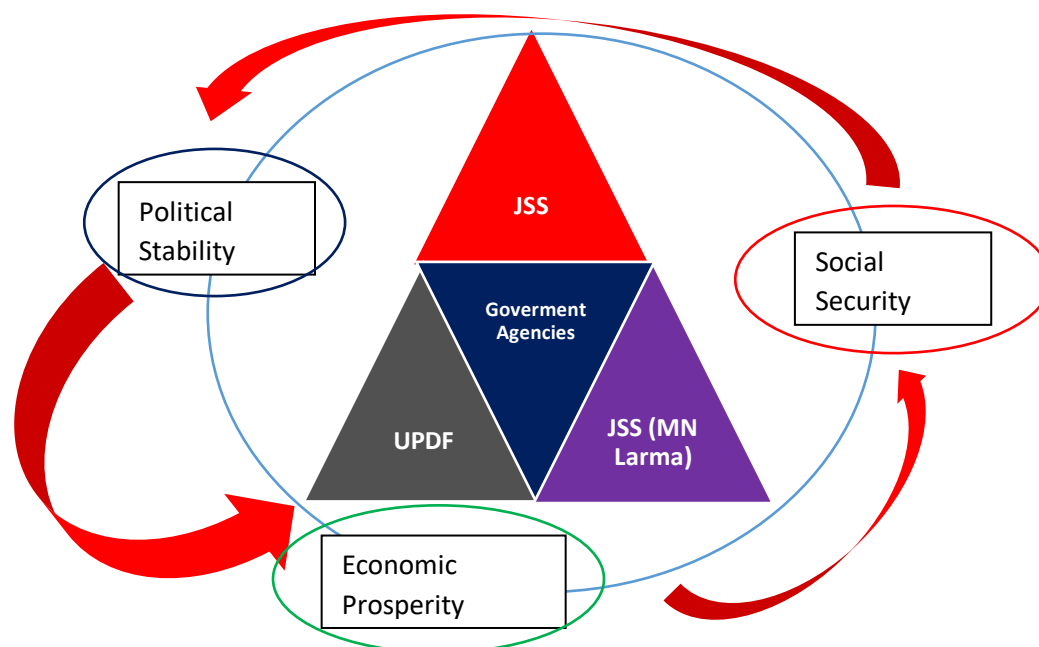 JSS
Political
Stability
Social
Security
Goverment
Agencies
UPDF
JSS (MN
Larma)
Economic
Prosperity